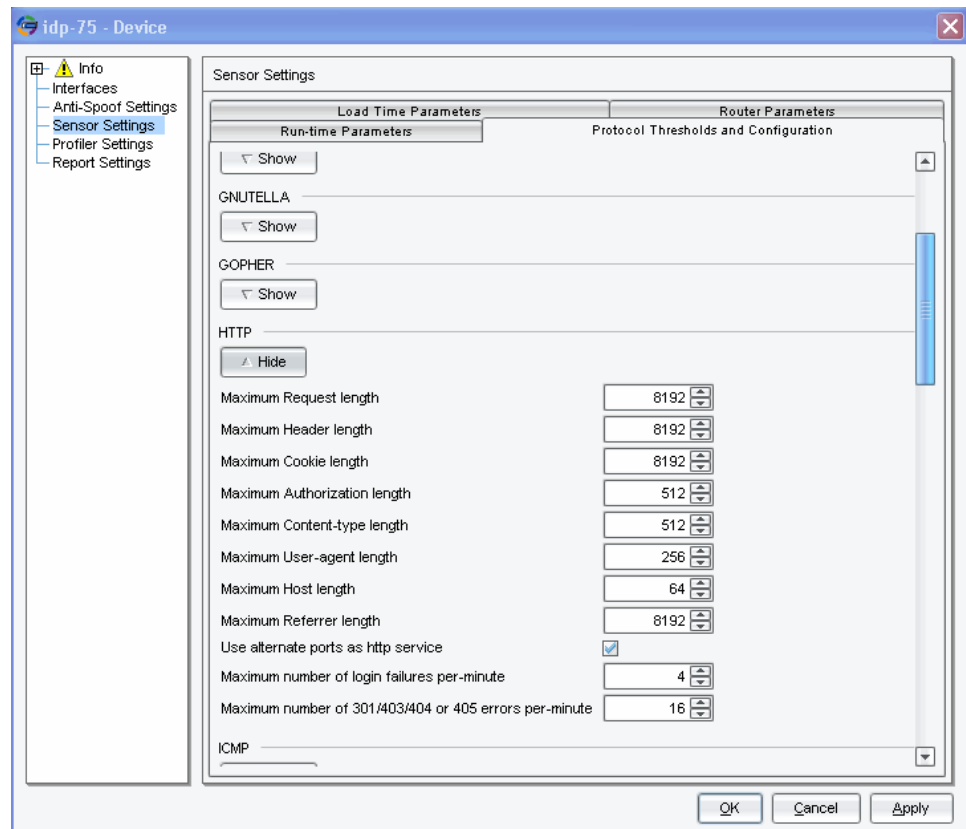 idp-75 - Device
Info
Interfaces
Anti-Spoof Settings
Sensor Settings
Profiler Settings
Report Settings
Sensor Settings
Load Time Parameters
Router Parameters
Run-time Parameters
Protocol Thresholds and Configuration
Show
GNUTELLA
Show
GOPHER
Show
HTTP
Hide
Maximum Request length 8192
Maximum Header length 8192
Maximum Cookie length 8192
Maximum Authorization length 512
Maximum Content-type length 512
Maximum User-agent length 256
Maximum Host length 64
Maximum Referrer length 8192
Use alternate ports as http service
Maximum number of login failures per-minute 4
Maximum number of 301/403/404 or 405 errors per-minute 16
ICMP
OK Cancel Apply